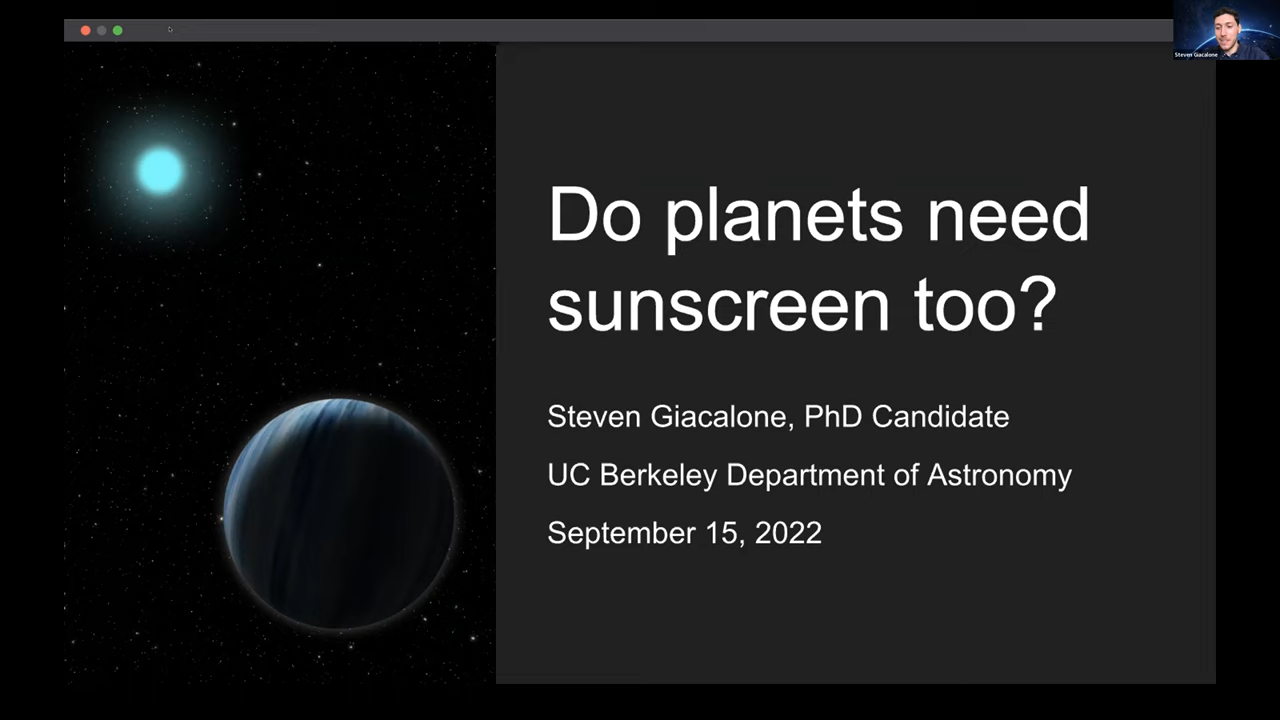 Steven Giacalone
Do planets need
sunscreen too?
Steven Giacalone, PhD Candidate
UC Berkeley Department of Astronomy
September 15, 2022